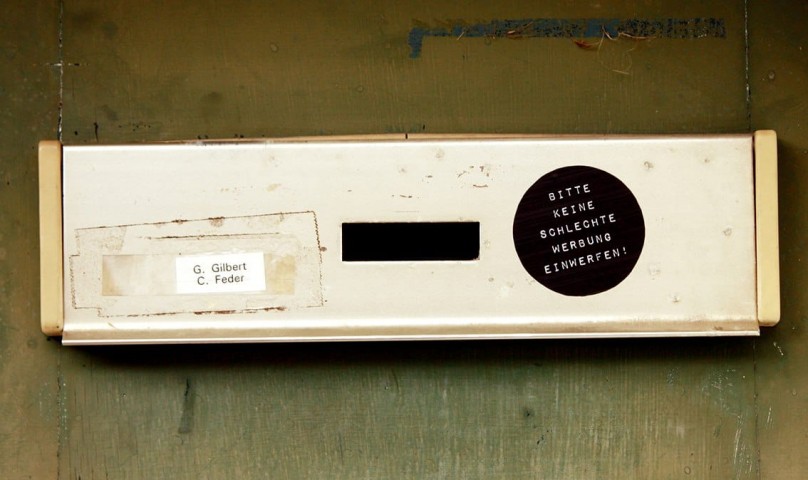 G. Gilbert
C. Feder
BITTE
KEINE
SCHLECHTE
WERBUNG
EINWERFEN!